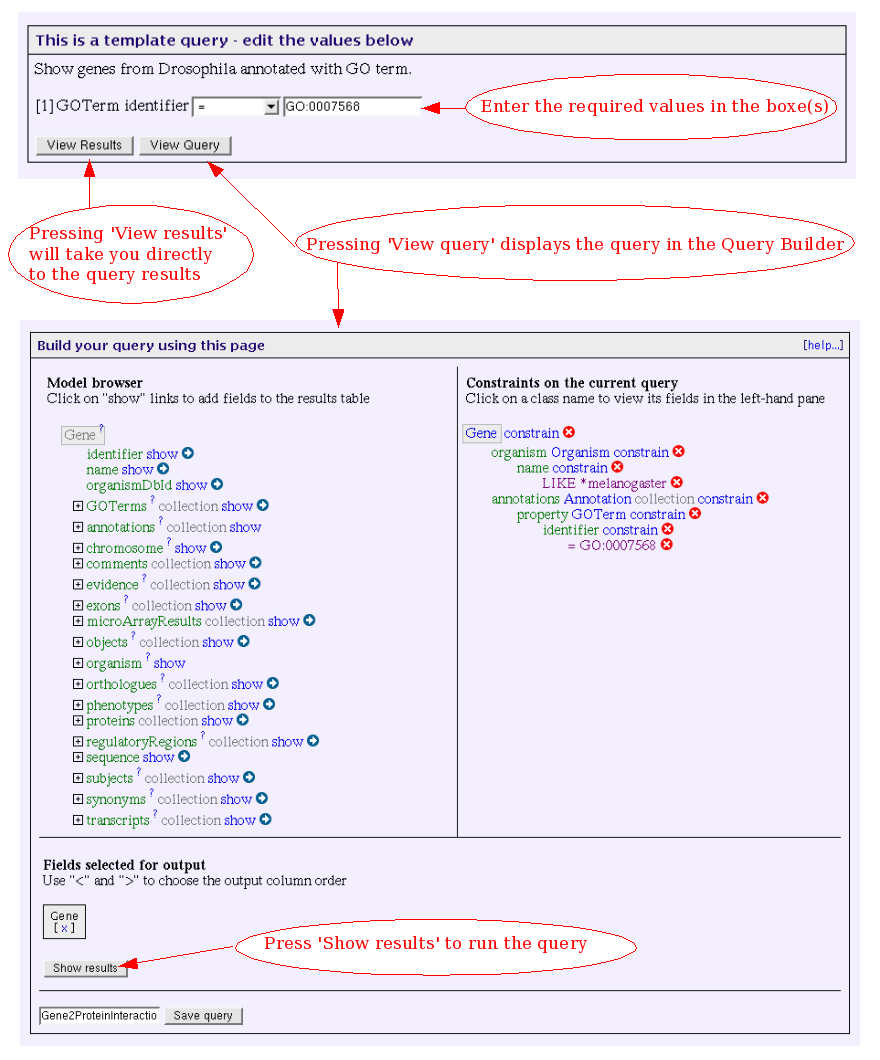 This is a template query - edit the values below
Show genes from Drosophila annotated with GO term.
[1] GOTerm identifier = GO:0007568
Enter the required values in the boxe(s)
View Results View Query
Pressing 'View results'
will take you directly
to the query results
Pressing 'View query' displays the query in the Query Builder
Build your query using this page
[help...]
Model browser
Click on "show" links to add fields to the results table
Gene ?
identifier show
name show
organismDbId show
GOTerms ? collection show
annotations ? collection show
chromosome ? show
comments collection show
evidence ? collection show
exons ? collection show
microArrayResults collection show
objects ? collection show
organism ? show
orthologues ? collection show
phenotypes ? collection show
proteins collection show
regulatoryRegions ? collection show
sequence show
subjects ? collection show
synonyms ? collection show
transcripts ? collection show
Constraints on the current query
Click on a class name to view its fields in the left-hand pane
Gene constrain
organism Organism constrain
name constrain
LIKE *melanogaster
annotations Annotation collection constrain
property GOTerm constrain
identifier constrain
= GO:0007568
Fields selected for output
Use "<" and ">" to choose the output column order
Gene
[ x ]
Press 'Show results' to run the query
Show results
Gene2ProteinInteractio Save query